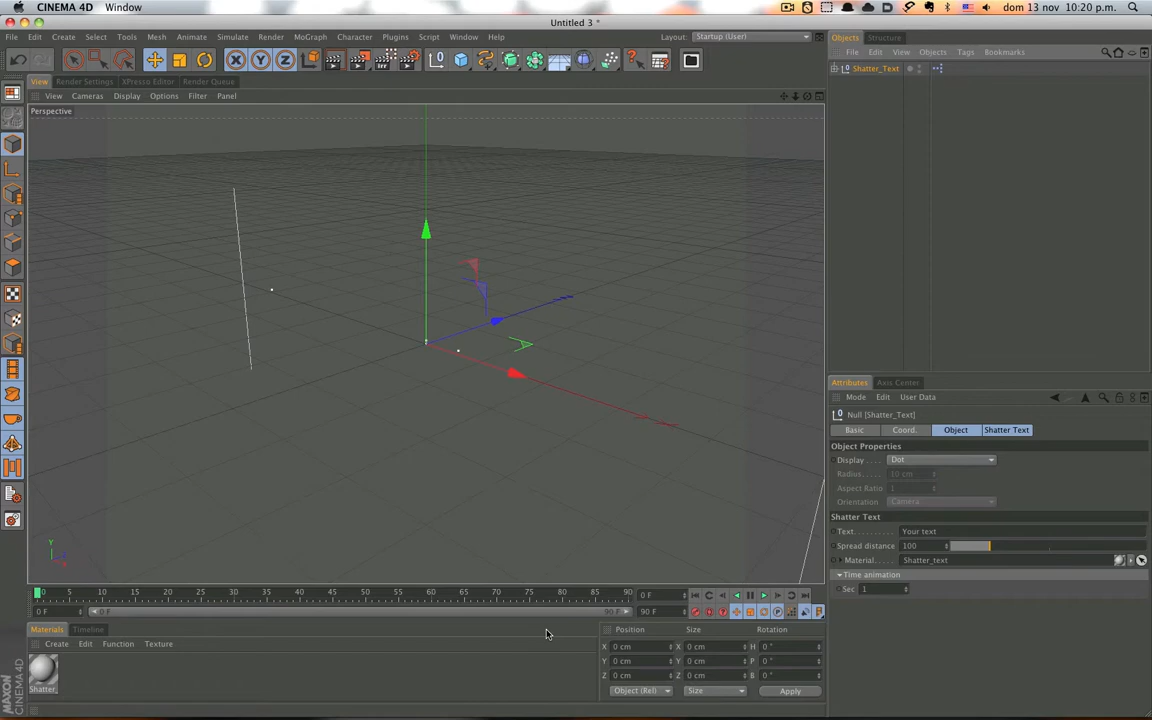 CINEMA 4D Window dom 13 nov 10:20 p.m.
Untitled 3 *
File Edit Create Select Tools Mesh Animate Simulate Render MoGraph Character Plugins Script Window Help Layout: Startup (User)
Objects Structure
File Edit View Objects Tags Bookmarks
Shatter_Text
View Render Settings XPresso Editor Render Queue
View Cameras Display Options Filter Panel
Perspective
Attributes Axis Center
Mode Edit User Data
Null [Shatter_Text]
Basic Coord. Object Shatter Text
Object Properties
Display . . . . Dot
Radius . . . . 10 cm
Aspect Ratio 1
Orientation Camera
Shatter Text
Text. . . . . . . . . . Your text
Spread distance 100
Material. . . . . . . Shatter_text
Time animation
Sec 1
Y
0 5 10 15 20 25 30 35 40 45 50 55 60 65 70 75 80 85 90 0 F
0 F 0 F 90 F 90 F
Materials Timeline
Create Edit Function Texture
Shatter_
Position Size Rotation
X 0 cm X 0 cm H 0 °
Y 0 cm Y 0 cm P 0 °
Z 0 cm Z 0 cm B 0 °
Object (Rel) Size Apply
MAXON
CINEMA4D